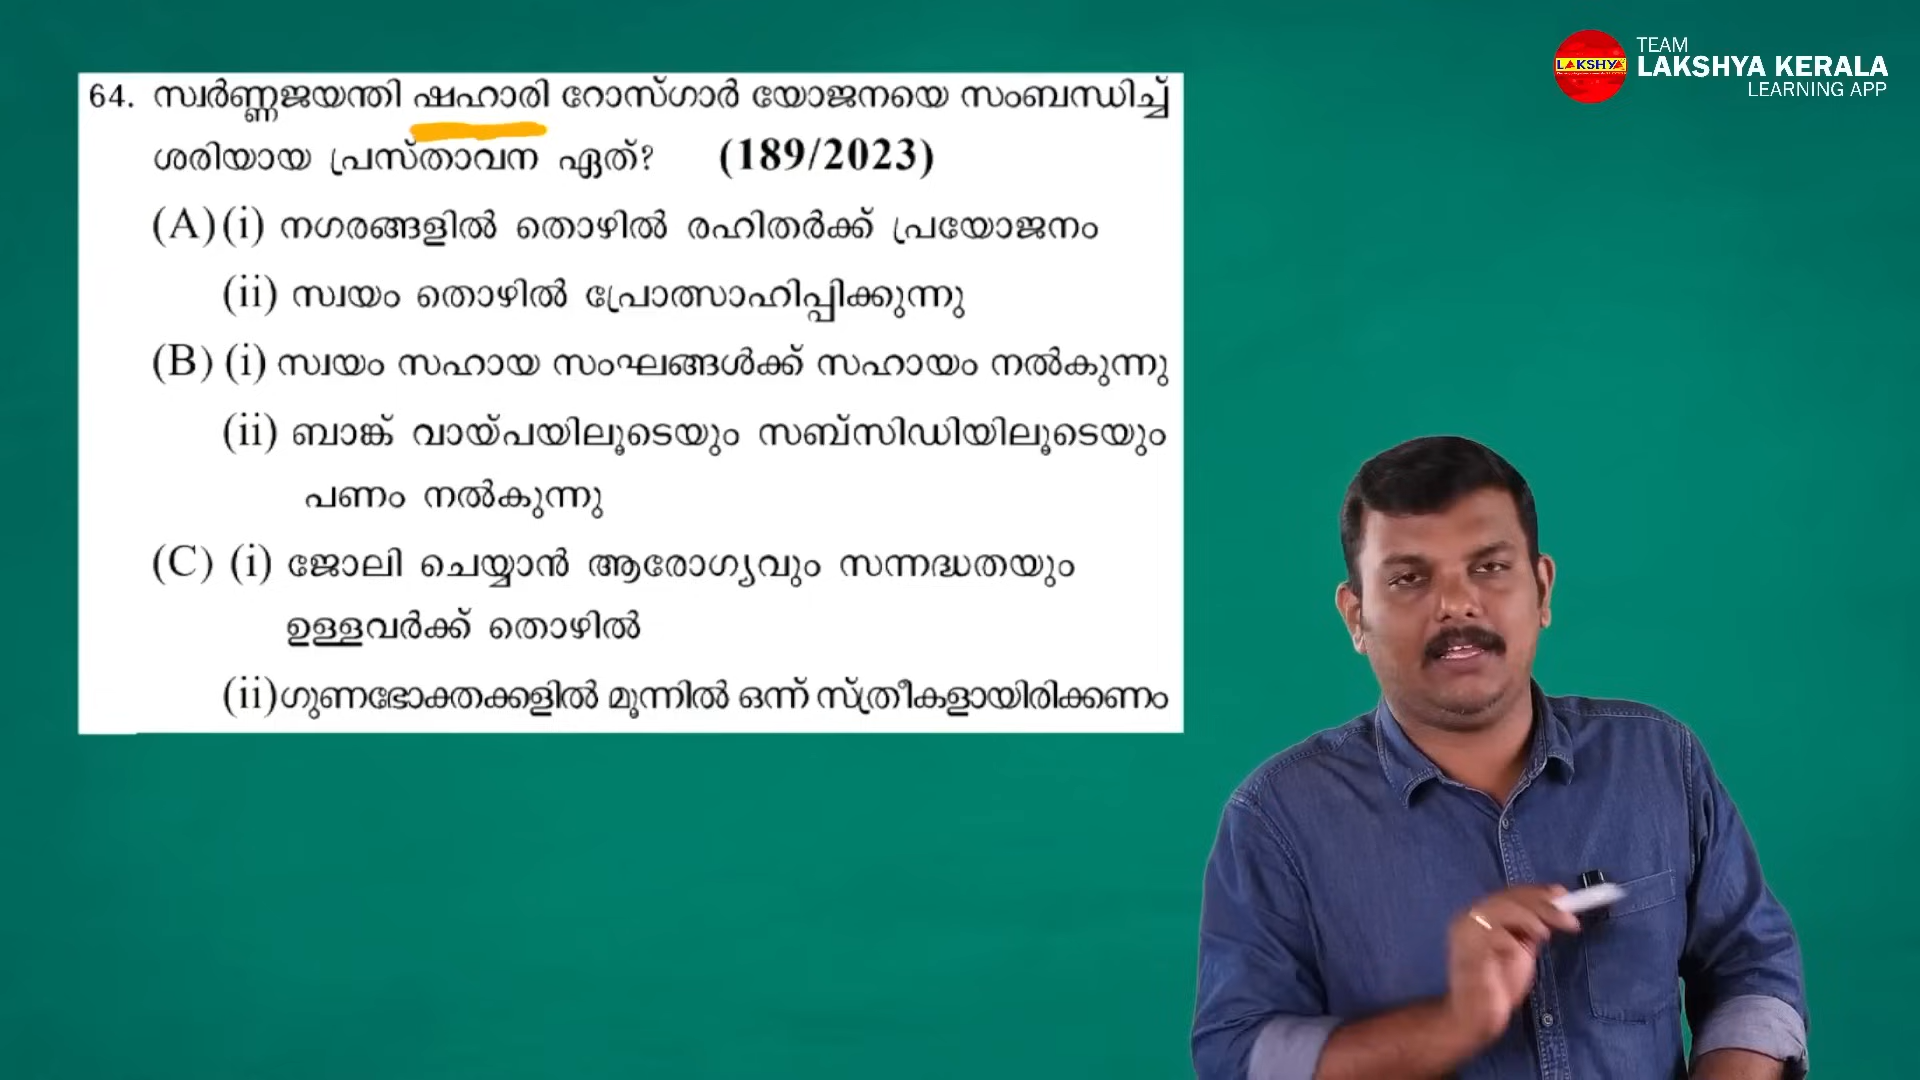 TEAM
LAKSHYA
LAKSHYA KERALA
LEARNING APP
64. സ്വർണ്ണജയന്തി ഷഹാരി റോസ്ഗാർ യോജനയെ സംബന്ധിച്ച്
ശരിയായ പ്രസ്താവന ഏത്? (189/2023)
(A) (i) നഗരങ്ങളിൽ തൊഴിൽ രഹിതർക്ക് പ്രയോജനം
(ii) സ്വയം തൊഴിൽ പ്രോത്സാഹിപ്പിക്കുന്നു
(B) (i) സ്വയം സഹായ സംഘങ്ങൾക്ക് സഹായം നൽകുന്നു
(ii) ബാങ്ക് വായ്പയിലൂടെയും സബ്സിഡിയിലൂടെയും
പണം നൽകുന്നു
(C) (i) ജോലി ചെയ്യാൻ ആരോഗ്യവും സന്നദ്ധതയും
ഉള്ളവർക്ക് തൊഴിൽ
(ii) ഗുണഭോക്തക്കളിൽ മൂന്നിൽ ഒന്ന് സ്ത്രീകളായിരിക്കണം